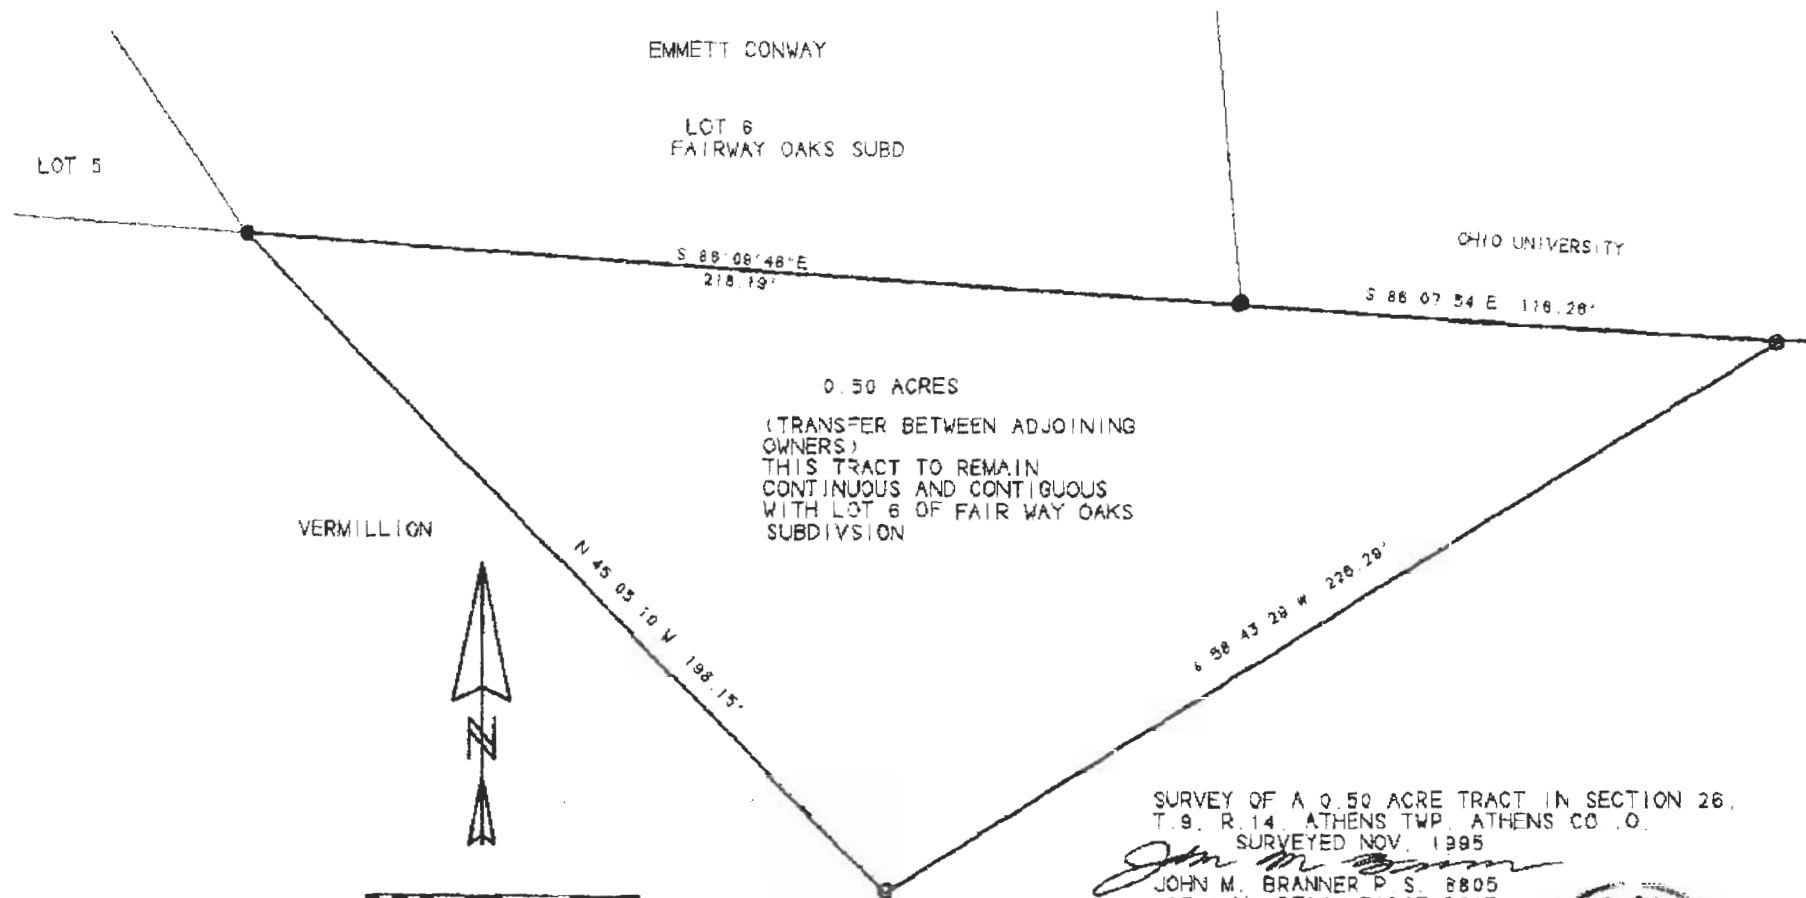 EMMETT CONWAY
LOT 6
FAIRWAY OAKS SUBD
LOT 5
OHIO UNIVERSITY
S 86°09'48"E
218.19'
S 86 07 54 E 118.26'
0.50 ACRES
(TRANSFER BETWEEN ADJOINING
OWNERS)
THIS TRACT TO REMAIN
CONTINUOUS AND CONTIGUOUS
WITH LOT 6 OF FAIR WAY OAKS
SUBDIVSION
VERMILLION
N 45 05 10 W 198.15'
58 43 29 W 226.29'
N
SURVEY OF A 0.50 ACRE TRACT IN SECTION 26,
T.9, R.14, ATHENS TWP, ATHENS CO., O.
SURVEYED NOV, 1995
JOHN M. BRANNER P.S. 6805